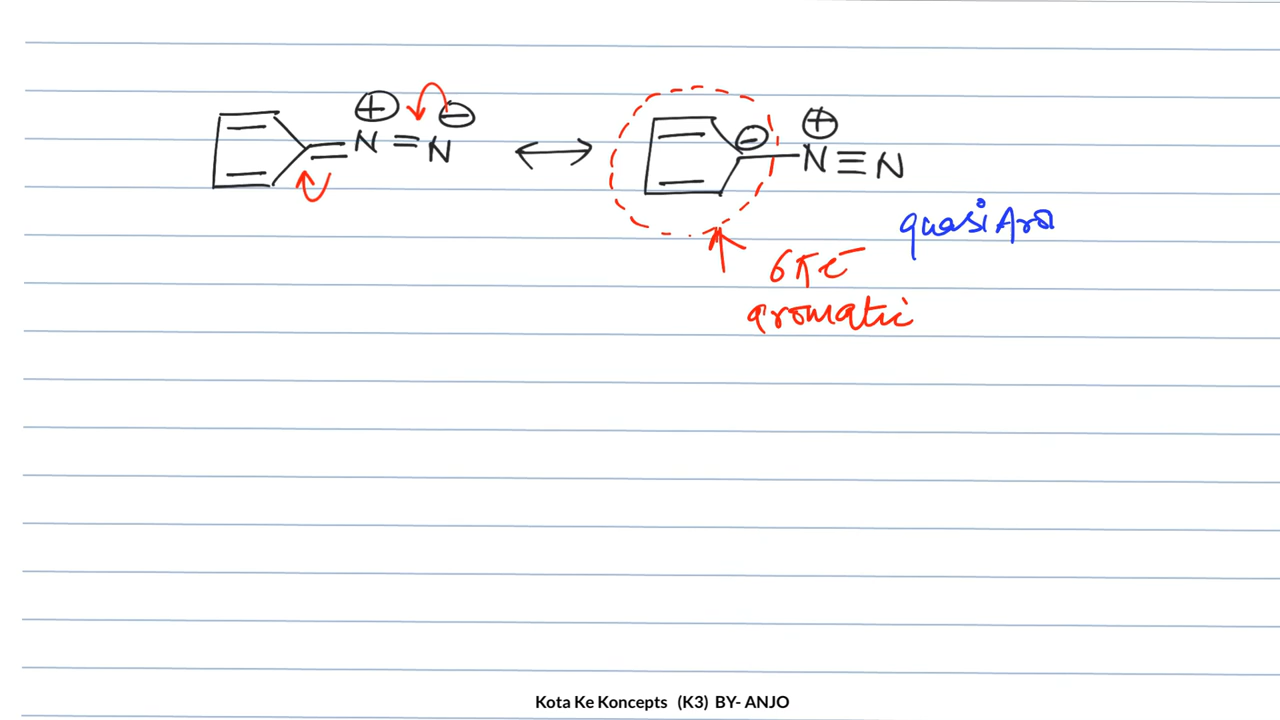 ⊕ ⊖
N = N ↔ ⊖ ⊕
N ≡ N
quasi Aro
6πe⁻
aromatic
Kota Ke Koncepts (K3) BY- ANJO